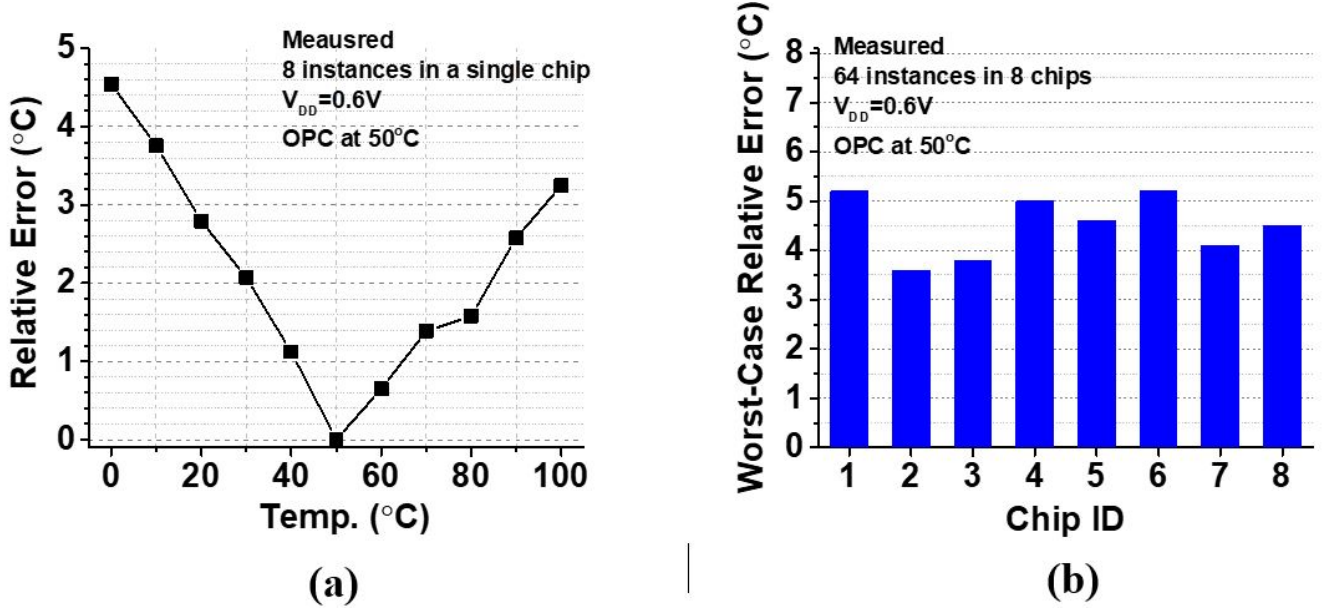 Meausred
8 instances in a single chip
VDD=0.6V
OPC at 50°C
Relative Error (°C)
5
4
3
2
1
0
0 20 40 60 80 100
Temp. (°C)
(a)
Measured
64 instances in 8 chips
VDD=0.6V
OPC at 50°C
Worst-Case Relative Error (°C)
8
7
6
5
4
3
2
1
0
1 2 3 4 5 6 7 8
Chip ID
(b)